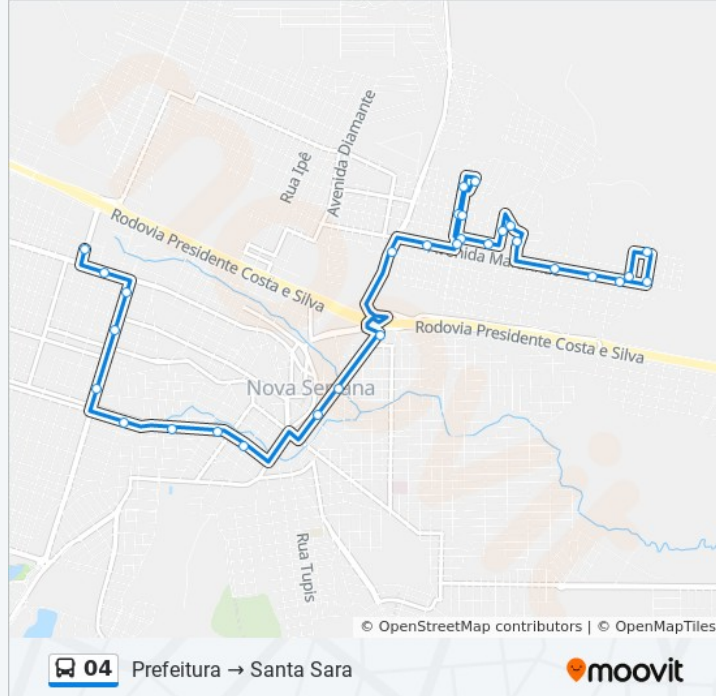 Rua Ipê
Avenida Diamante
Rodovia Presidente Costa e Silva
Avenida Ma
Rodovia Presidente Costa e Silva
Nova Serrana
Rua Tupis
© OpenStreetMap contributors | © OpenMapTiles
04 Prefeitura → Santa Sara
moovit